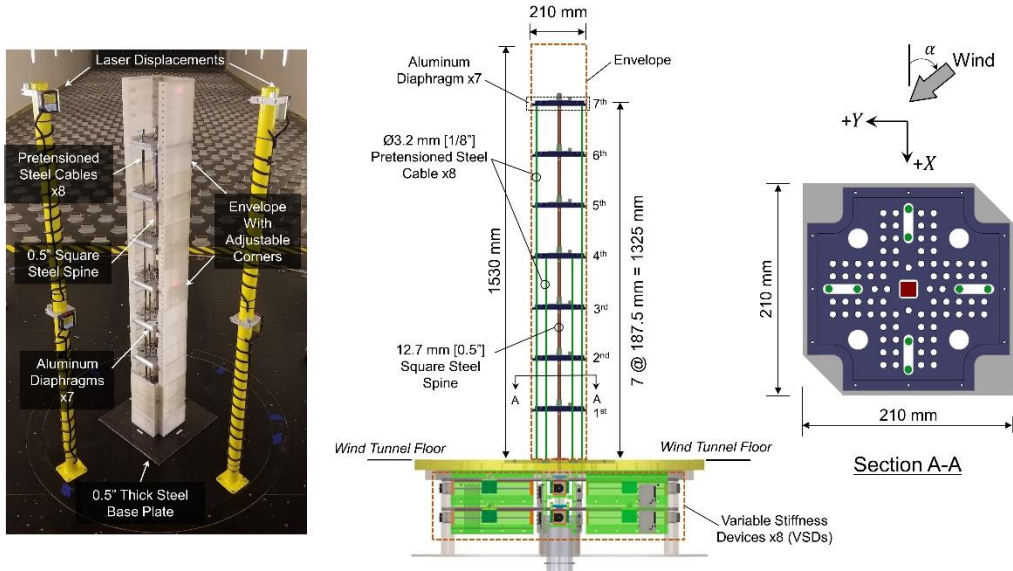 Laser Displacements
Pretensioned
Steel Cables
x8
0.5" Square
Steel Spine
Envelope
With
Adjustable
Corners
Aluminum
Diaphragms
x7
0.5" Thick Steel
Base Plate
210 mm
Aluminum
Diaphragm x7
Envelope
Ø3.2 mm [1/8"]
Pretensioned Steel
Cable x8
1530 mm
7th
6th
5th
4th
3rd
2nd
1st
7 @ 187.5 mm = 1325 mm
12.7 mm [0.5"]
Square Steel
Spine
A
A
Wind Tunnel Floor
Wind Tunnel Floor
Variable Stiffness
Devices x8 (VSDs)
α
Wind
+Y
+X
210 mm
210 mm
Section A-A